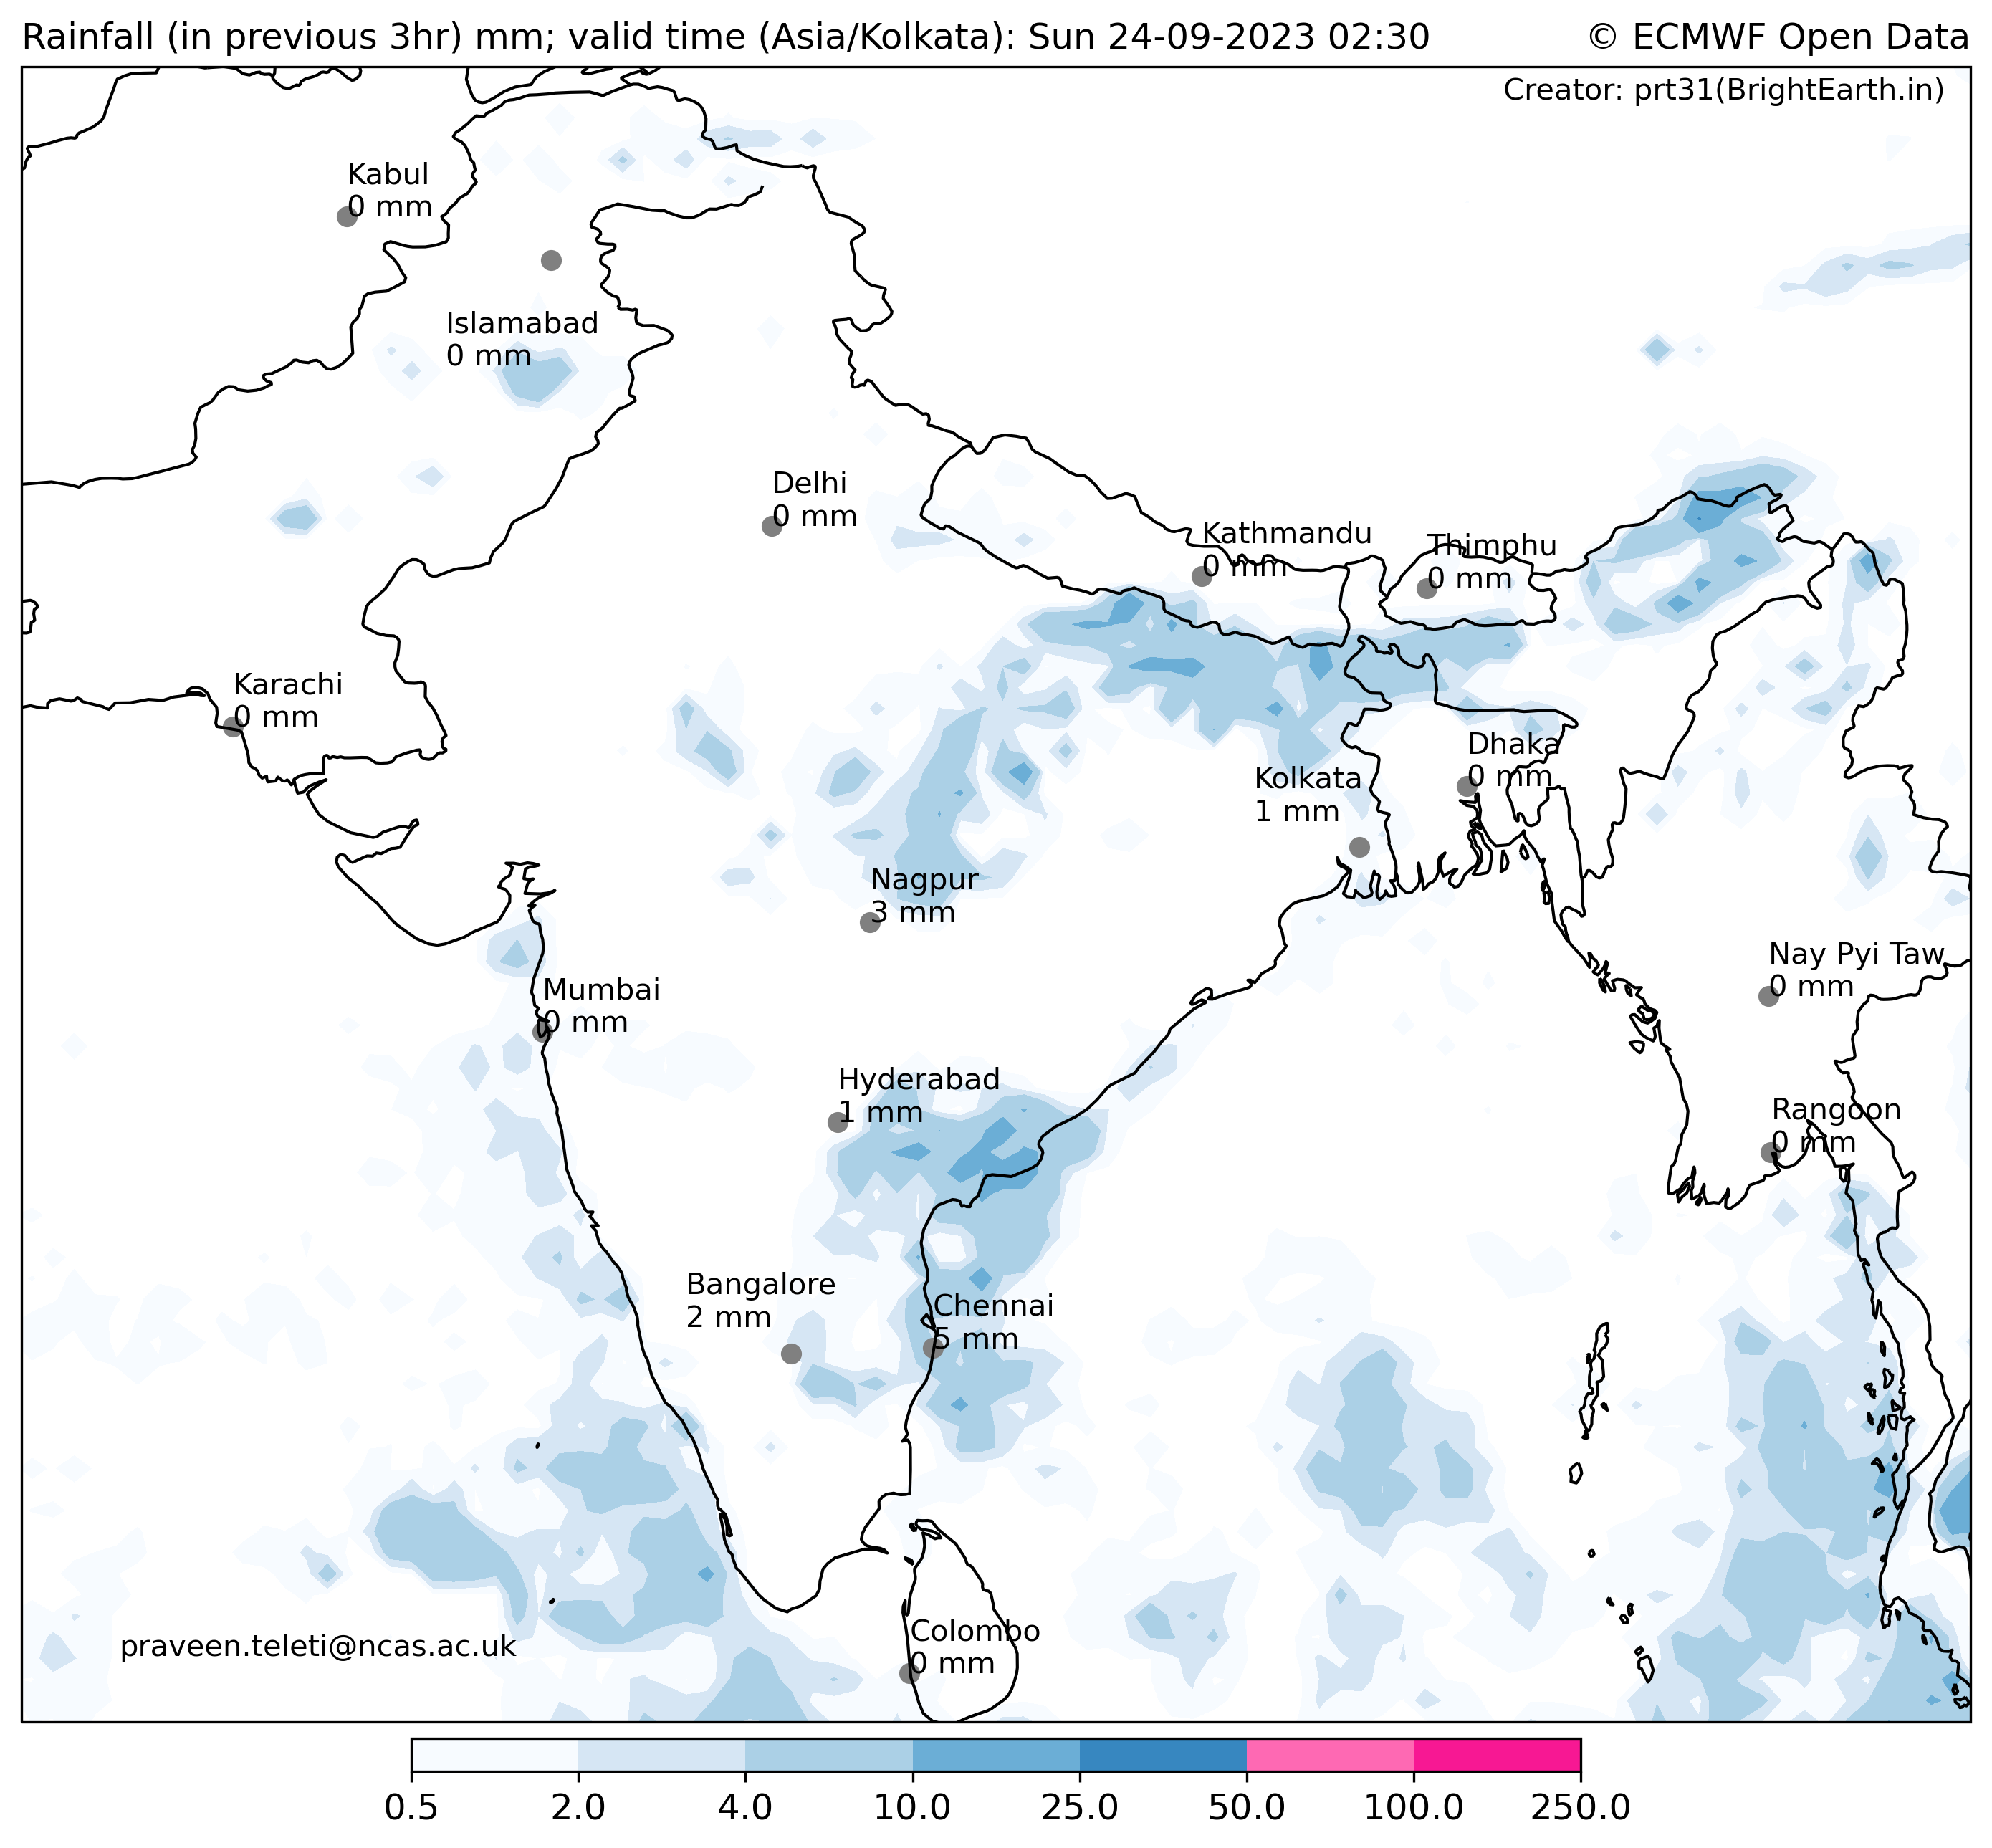 Rainfall (in previous 3hr) mm; valid time (Asia/Kolkata): Sun 24-09-2023 02:30
© ECMWF Open Data
Creator: prt31(BrightEarth.in)
Kabul
0 mm
Islamabad
0 mm
Delhi
0 mm
Kathmandu
0 mm
Thimphu
0 mm
Karachi
0 mm
Dhaka
0 mm
Kolkata
1 mm
Nagpur
3 mm
Nay Pyi Taw
0 mm
Mumbai
0 mm
Hyderabad
1 mm
Rangoon
0 mm
Bangalore
2 mm
Chennai
5 mm
Colombo
0 mm
praveen.teleti@ncas.ac.uk
0.5 2.0 4.0 10.0 25.0 50.0 100.0 250.0